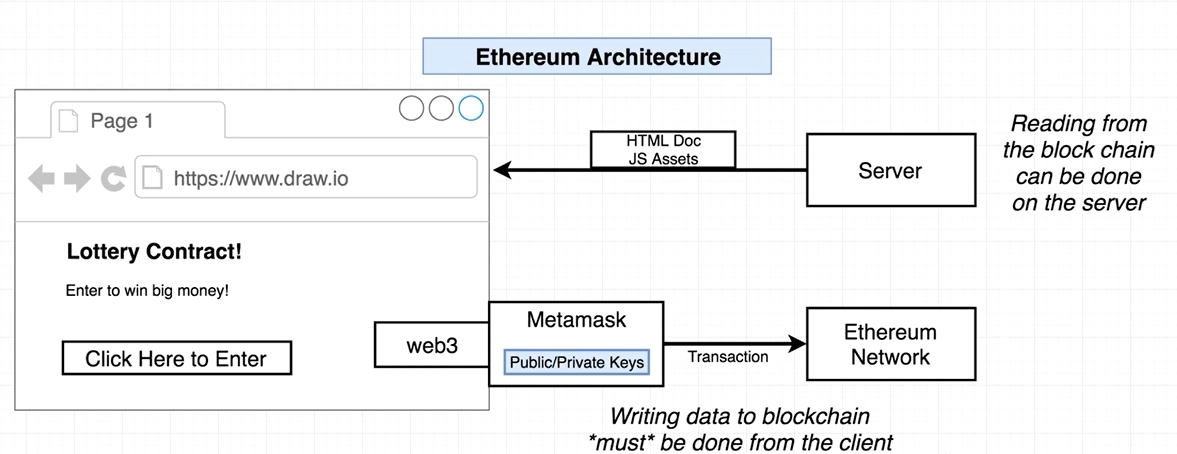 Ethereum Architecture
Page 1
https://www.draw.io
Lottery Contract!
Enter to win big money!
Click Here to Enter
web3
HTML Doc
JS Assets
Server
Reading from
the block chain
can be done
on the server
Metamask
Public/Private Keys
Transaction
Ethereum
Network
Writing data to blockchain
*must* be done from the client